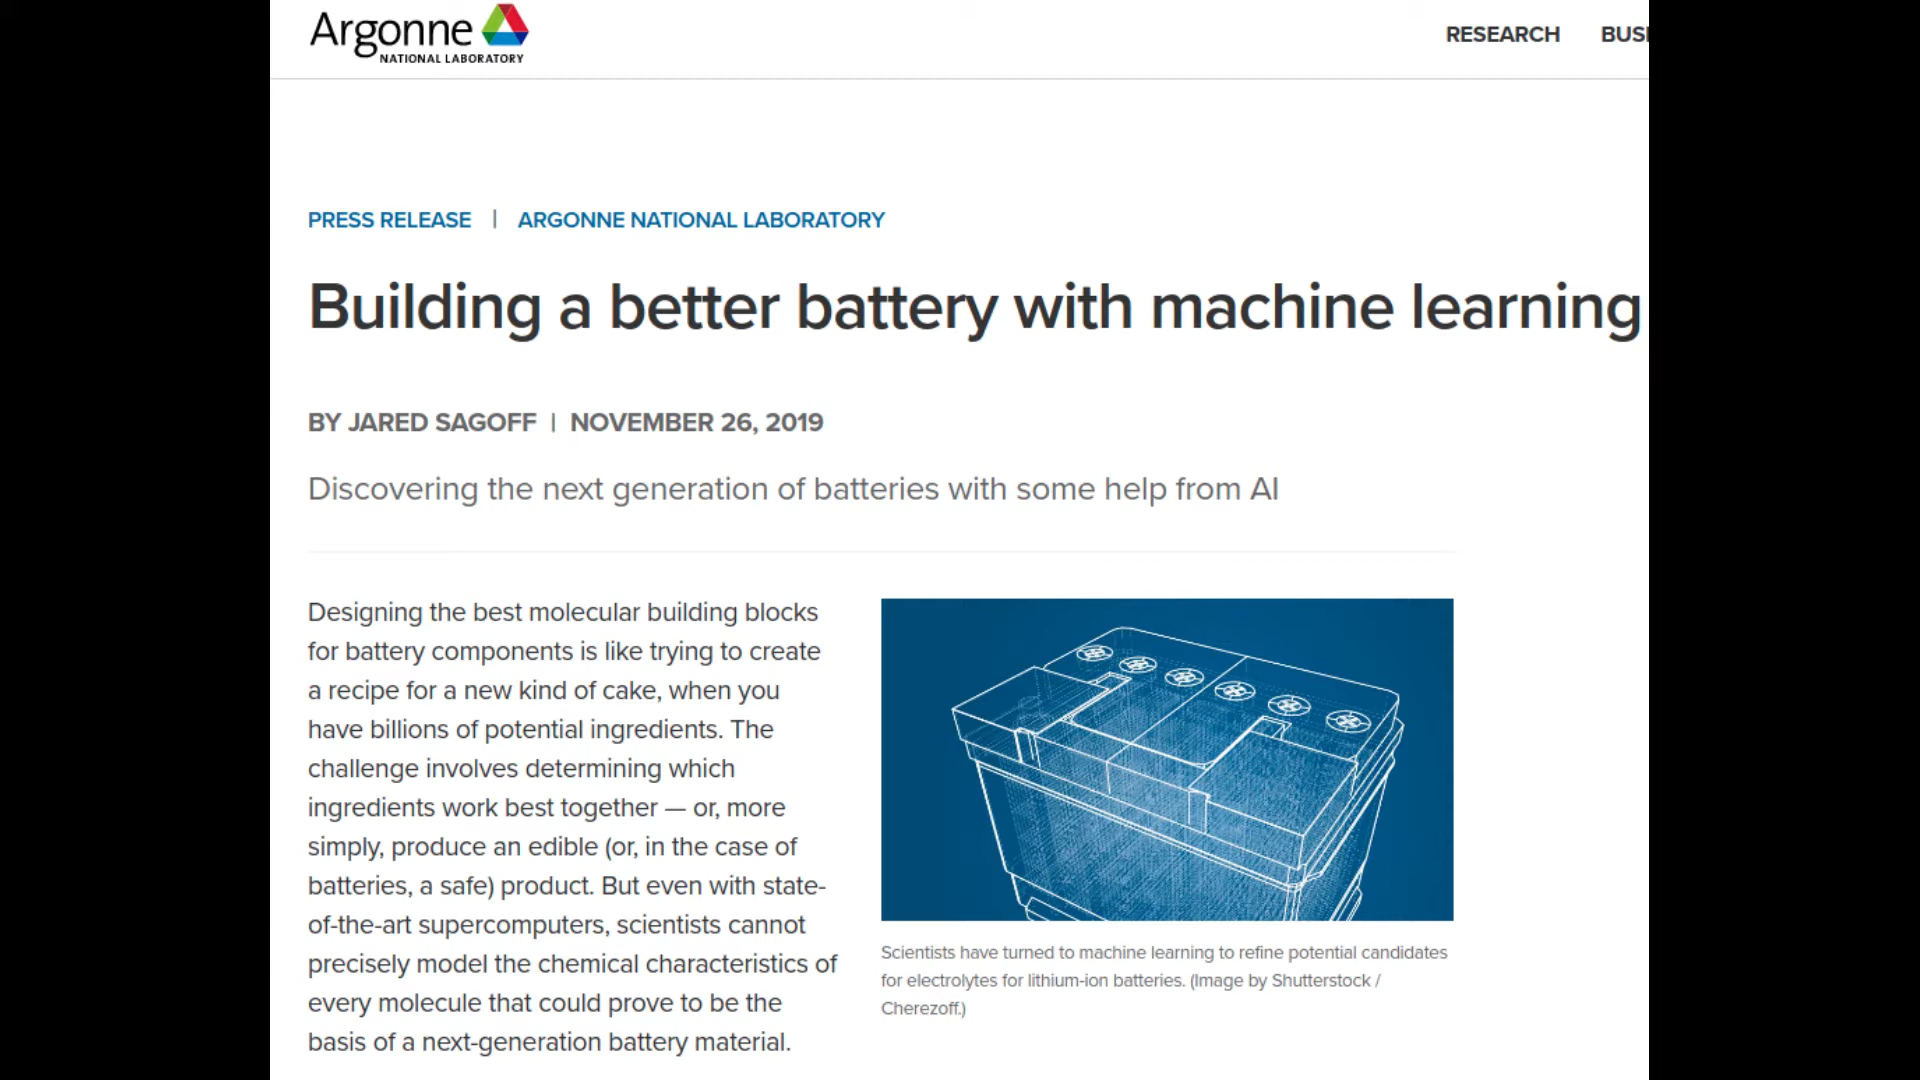 Argonne
NATIONAL LABORATORY
RESEARCH
PRESS RELEASE | ARGONNE NATIONAL LABORATORY
Building a better battery with machine learning
BY JARED SAGOFF | NOVEMBER 26, 2019
Discovering the next generation of batteries with some help from AI
Designing the best molecular building blocks
for battery components is like trying to create
a recipe for a new kind of cake, when you
have billions of potential ingredients. The
challenge involves determining which
ingredients work best together — or, more
simply, produce an edible (or, in the case of
batteries, a safe) product. But even with state-
of-the-art supercomputers, scientists cannot
precisely model the chemical characteristics of
every molecule that could prove to be the
basis of a next-generation battery material.
Scientists have turned to machine learning to refine potential candidates
for electrolytes for lithium-ion batteries. (Image by Shutterstock /
Cherezoff.)